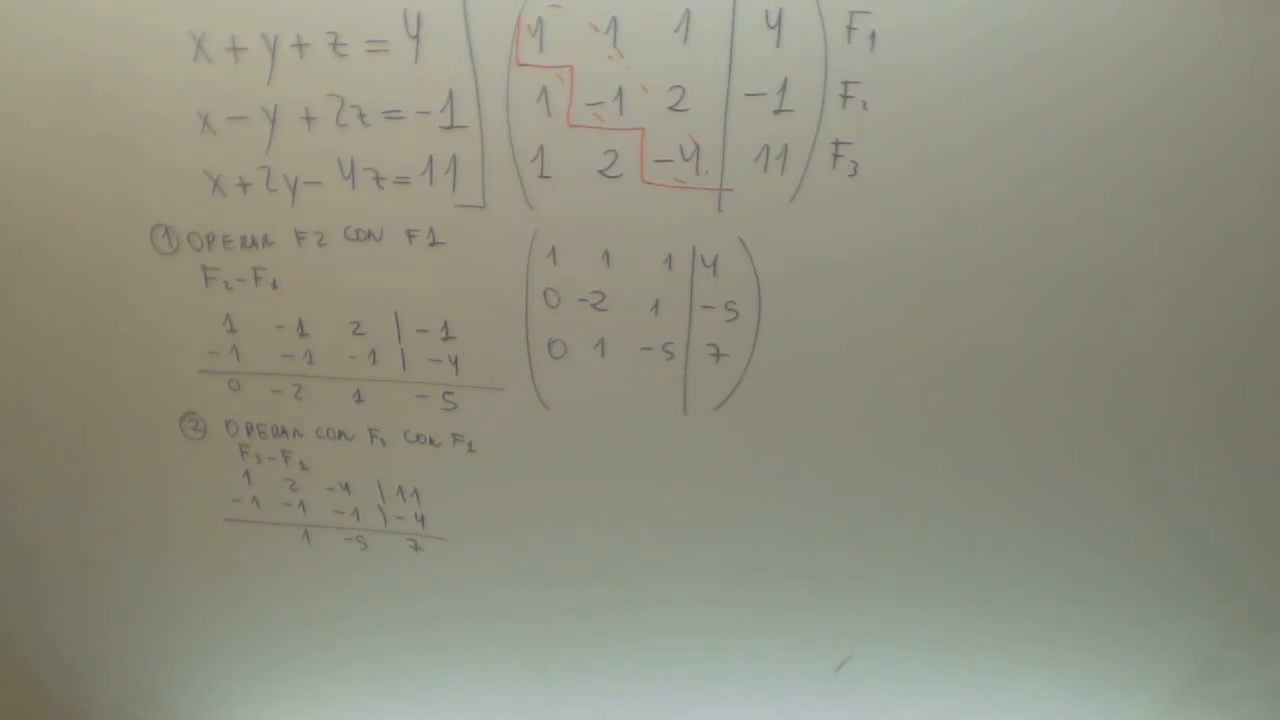 x + y + z = 4
x - y + 2z = -1
x + 2y - 4z = 11
1 1 1 | 4 F1
1 -1 2 | -1 F2
1 2 -4 | 11 F3
① OPERAR F2 CON F1
F2 - F1
1 -1 2 | -1
-1 -1 -1 | -4
0 -2 1 -5
② OPERAR CON F3 CON F1
F3 - F1
1 2 -4 | 11
-1 -1 -1 | -4
1 -5 7
1 1 1 | 4
0 -2 1 | -5
0 1 -5 | 7